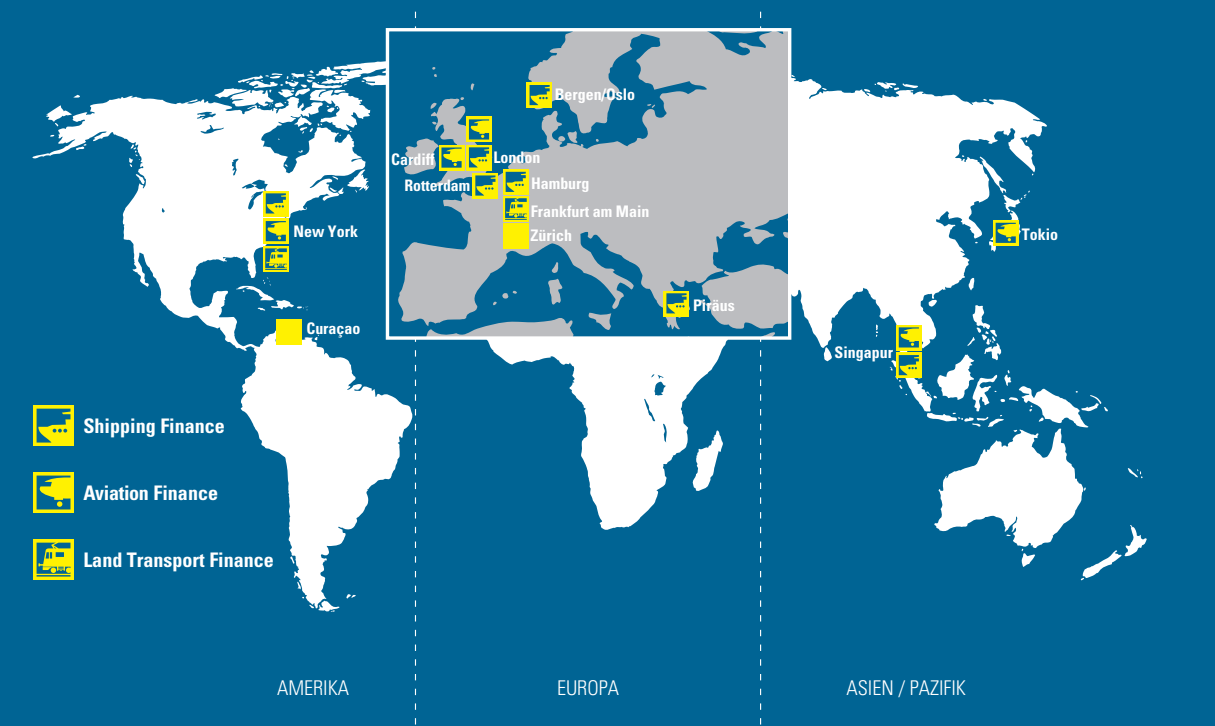 Bergen/Oslo
Cardiff
London
Rotterdam
Hamburg
Frankfurt am Main
Zürich
New York
Tokio
Piräus
Curaçao
Singapur
Shipping Finance
Aviation Finance
Land Transport Finance
AMERIKA
EUROPA
ASIEN / PAZIFIK